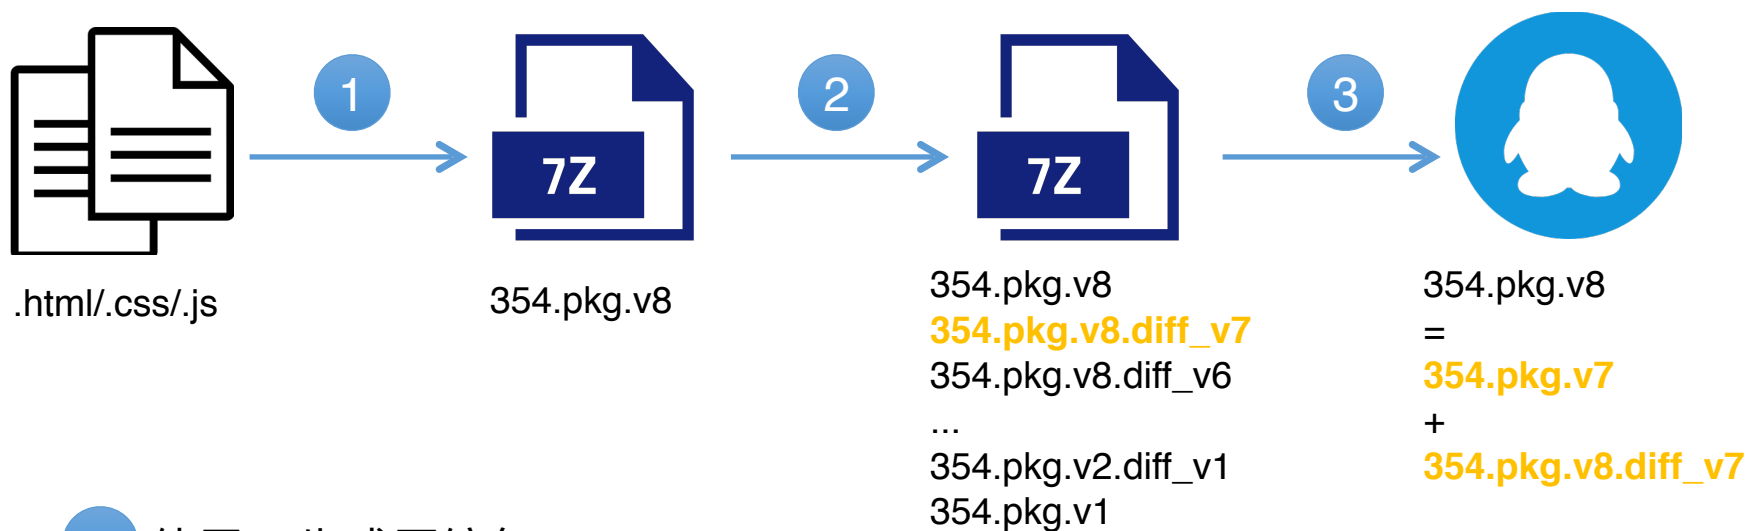 1
2
3
7Z
7Z
.html/.css/.js
354.pkg.v8
354.pkg.v8
354.pkg.v8.diff_v7
354.pkg.v8.diff_v6
...
354.pkg.v2.diff_v1
354.pkg.v1
354.pkg.v8
=
354.pkg.v7
+
354.pkg.v8.diff_v7